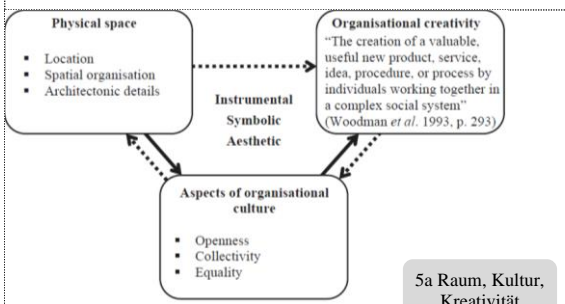 Physical space
▪ Location
▪ Spatial organisation
▪ Architectonic details
Organisational creativity
“The creation of a valuable,
useful new product, service,
idea, procedure, or process by
individuals working together in
a complex social system”
(Woodman et al. 1993, p. 293)
Instrumental
Symbolic
Aesthetic
Aspects of organisational
culture
▪ Openness
▪ Collectivity
▪ Equality
5a Raum, Kultur,
Kreativität